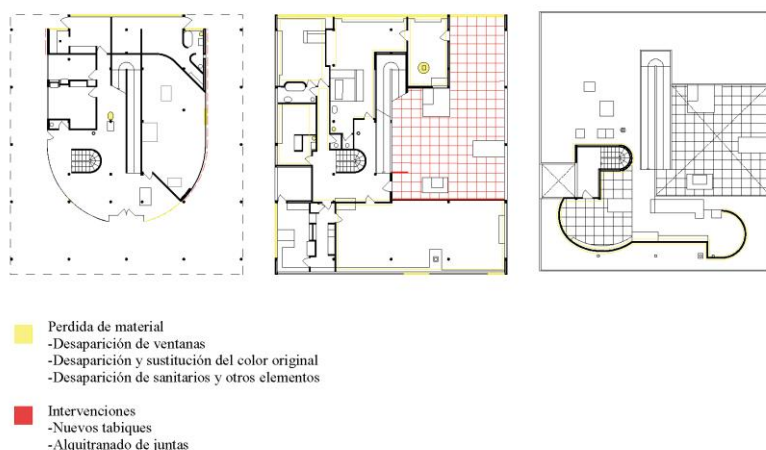 Perdida de material
-Desaparición de ventanas
-Desaparición y sustitución del color original
-Desaparición de sanitarios y otros elementos
Intervenciones
-Nuevos tabiques
-Alquitranado de juntas